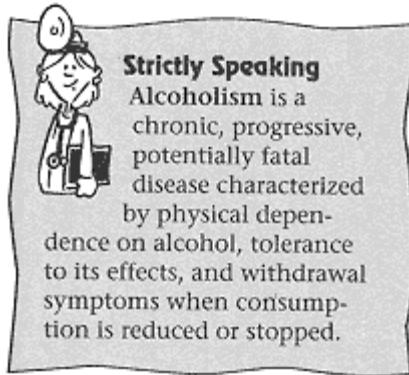 Strictly Speaking
Alcoholism is a
chronic, progressive,
potentially fatal
disease characterized
by physical depen-
dence on alcohol, tolerance
to its effects, and withdrawal
symptoms when consump-
tion is reduced or stopped.